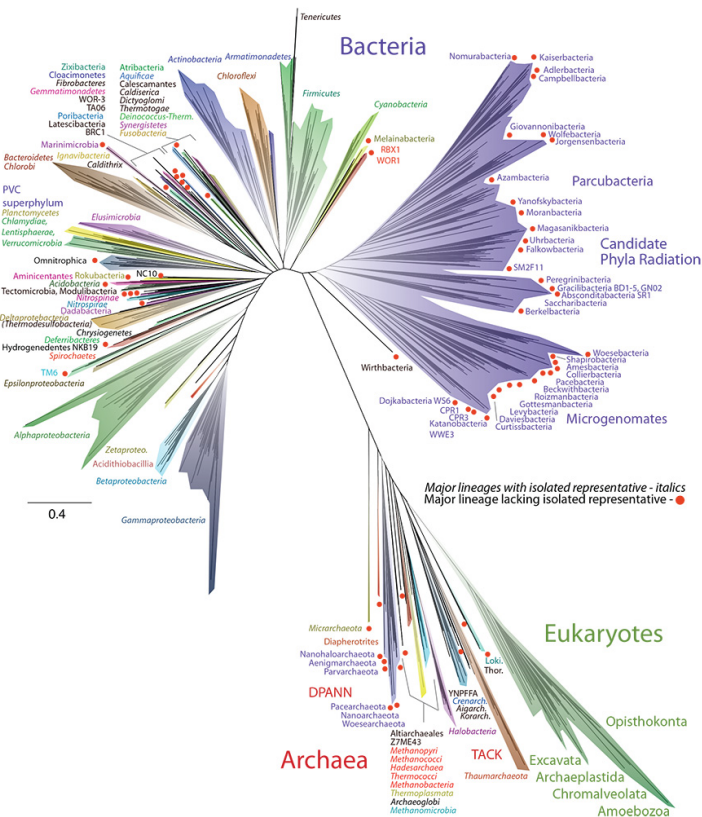 Tenericutes
Bacteria
Actinobacteria
Armatimonadetes
Nomurabacteria
Kaiserbacteria
Zixibacteria
Atribacteria
Adlerbacteria
Cloacimonetes
Aquificae
Chloroflexi
Campbellbacteria
Fibrobacteres
Calescamantes
Gemmatimonadetes
Caldiserica
Firmicutes
WOR-3
Dictyoglomi
TA06
Thermotogae
Cyanobacteria
Poribacteria
Deinococcus-Therm.
Latescibacteria
Synergistetes
Giovannonibacteria
BRC1
Fusobacteria
Wolfebacteria
Marinimicrobia
Melainabacteria
Jorgensenbacteria
Bacteroidetes
Ignavibacteria
RBX1
Chlorobi
Caldithrix
WOR1
Azambacteria
Parcubacteria
PVC
superphylum
Planctomycetes
Chlamydiae,
Lentisphaerae,
Verrucomicrobia
Elusimicrobia
Yanofskybacteria
Moranbacteria
Magasanikbacteria
Uhrbacteria
Falkowbacteria
Candidate
Phyla Radiation
Omnitrophica
SM2F11
Aminicentantes
Rokubacteria
NC10
Acidobacteria
Peregrinibacteria
Tectomicrobia, Modulibacteria
Gracilibacteria BD1-5, GN02
Nitrospinae
Absconditabacteria SR1
Nitrospirae
Saccharibacteria
Dadabacteria
Berkelbacteria
Deltaprotebacteria
(Thermodesulfobacteria)
Chrysiogenetes
Deferribacteres
Hydrogenedentes NKB19
Spirochaetes
Woesebacteria
Shapirobacteria
Wirthbacteria
Amesbacteria
TM6
Collierbacteria
Epsilonproteobacteria
Pacebacteria
Beckwithbacteria
Roizmanbacteria
Dojkabacteria WS6
Gottesmanbacteria
CPR1
Levybacteria
CPR3
Daviesbacteria
Microgenomates
Katanobacteria
Curtissbacteria
WWE3
Alphaproteobacteria
Zetaproteo.
Acidithiobacillia
Betaproteobacteria
Major lineages with isolated representative - italics
Major lineage lacking isolated representative -
0.4
Gammaproteobacteria
Micrarchaeota
Eukaryotes
Diapherotrites
Nanohaloarchaeota
Aenigmarchaeota
Parvarchaeota
Loki.
Thor.
DPANN
YNPFFA
Crenarch.
Aigarch.
Korarch.
Pacearchaeota
Nanoarchaeota
Woesearchaeota
Opisthokonta
Halobacteria
Altiarchaeales
Z7ME43
Methanopyri
Methanococci
Hadesarchaea
Thermococci
Methanobacteria
Thermoplasmata
Archaeoglobi
Methanomicrobia
Archaea
TACK
Thaumarchaeota
Excavata
Archaeplastida
Chromalveolata
Amoebozoa